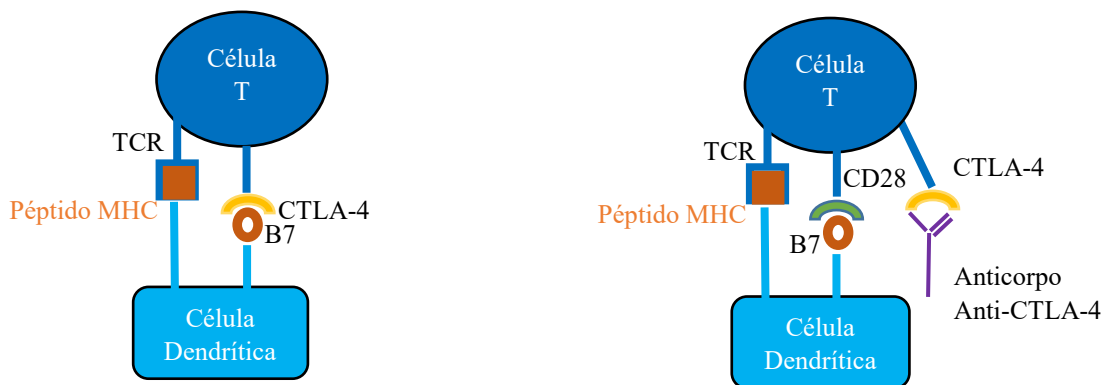 Célula
T
TCR
Péptido MHC
CTLA-4
B7
Célula
Dendrítica
Célula
T
TCR
CD28
CTLA-4
Péptido MHC
B7
Anticorpo
Anti-CTLA-4
Célula
Dendrítica